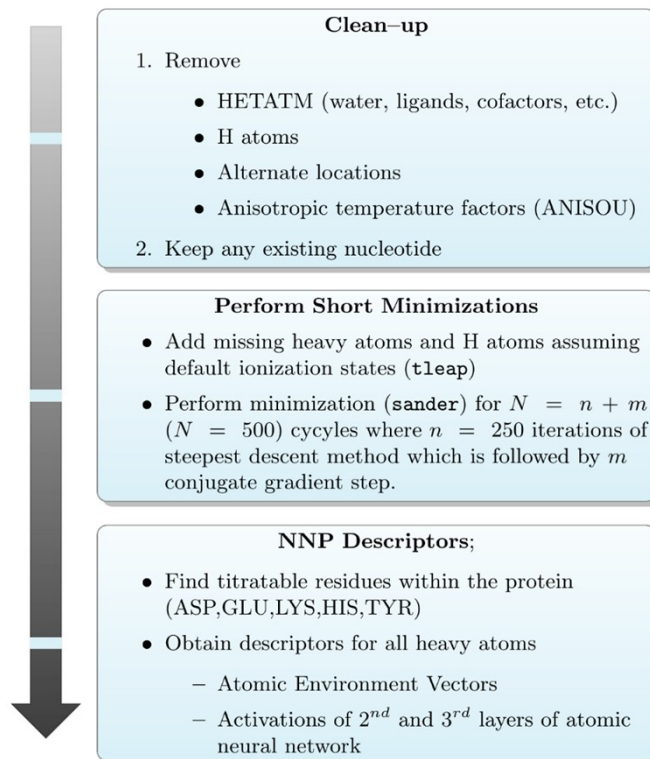 Clean–up
1. Remove
• HETATM (water, ligands, cofactors, etc.)
• H atoms
• Alternate locations
• Anisotropic temperature factors (ANISOU)
2. Keep any existing nucleotide
Perform Short Minimizations
• Add missing heavy atoms and H atoms assuming
default ionization states (tleap)
• Perform minimization (sander) for N = n + m
(N = 500) cycyles where n = 250 iterations of
steepest descent method which is followed by m
conjugate gradient step.
NNP Descriptors;
• Find titratable residues within the protein
(ASP,GLU,LYS,HIS,TYR)
• Obtain descriptors for all heavy atoms
– Atomic Environment Vectors
– Activations of 2nd and 3rd layers of atomic
neural network